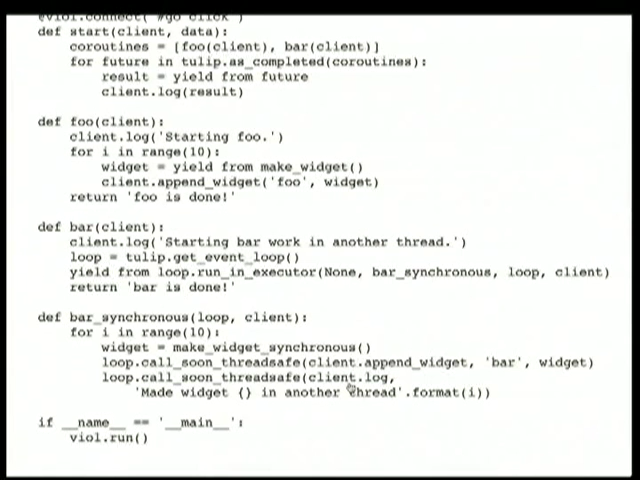 @viol.connect('#go click')
def start(client, data):
    coroutines = [foo(client), bar(client)]
    for future in tulip.as_completed(coroutines):
        result = yield from future
        client.log(result)

def foo(client):
    client.log('Starting foo.')
    for i in range(10):
        widget = yield from make_widget()
        client.append_widget('foo', widget)
    return 'foo is done!'

def bar(client):
    client.log('Starting bar work in another thread.')
    loop = tulip.get_event_loop()
    yield from loop.run_in_executor(None, bar_synchronous, loop, client)
    return 'bar is done!'

def bar_synchronous(loop, client):
    for i in range(10):
        widget = make_widget_synchronous()
        loop.call_soon_threadsafe(client.append_widget, 'bar', widget)
        loop.call_soon_threadsafe(client.log,
            'Made widget {} in another thread'.format(i))

if __name__ == '__main__':
    viol.run()